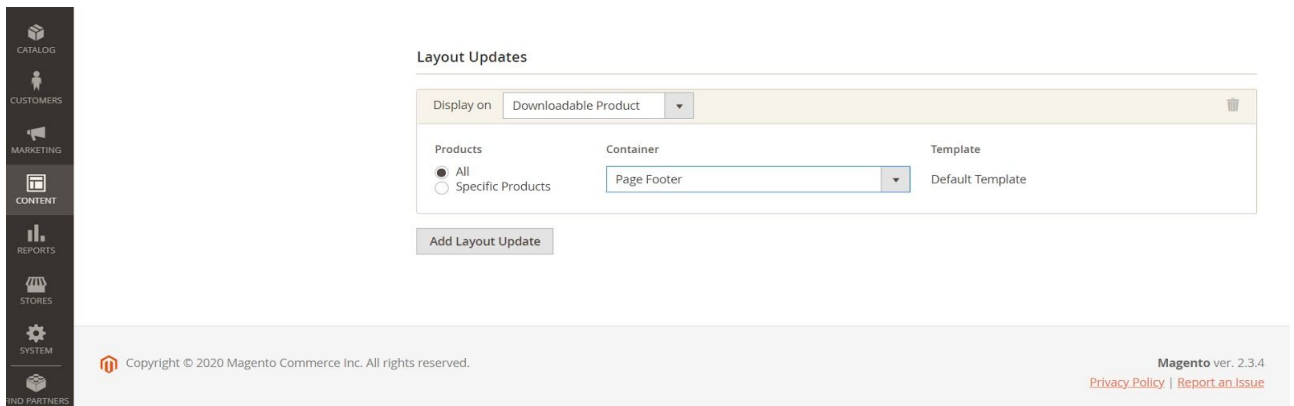 CATALOG
CUSTOMERS
MARKETING
CONTENT
REPORTS
STORES
SYSTEM
FIND PARTNERS
Layout Updates
Display on Downloadable Product
Products Container Template
All
Specific Products
Page Footer
Default Template
Add Layout Update
Copyright © 2020 Magento Commerce Inc. All rights reserved.
Magento ver. 2.3.4
Privacy Policy | Report an Issue